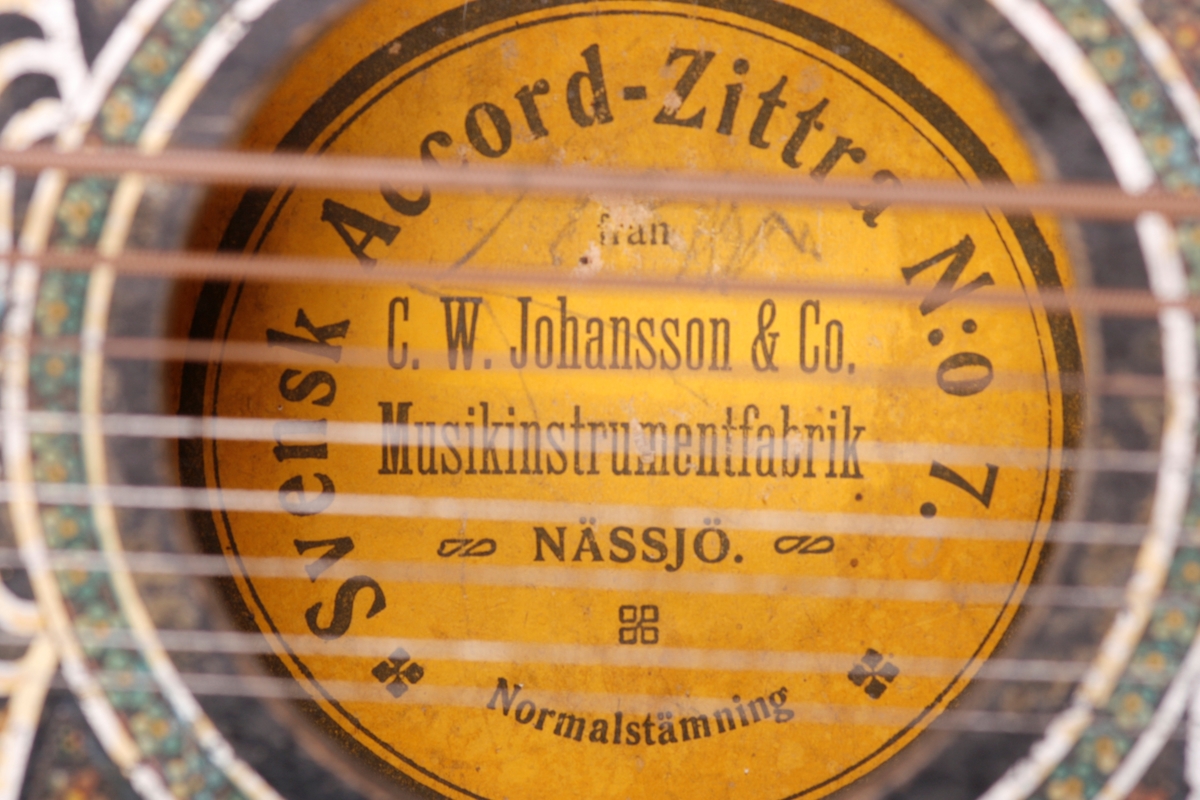 Svensk Accord-Zittra N:o 7.
från
C. W. Johansson & Co.
Musikinstrumentfabrik
NÄSSJÖ.
Normalstämning